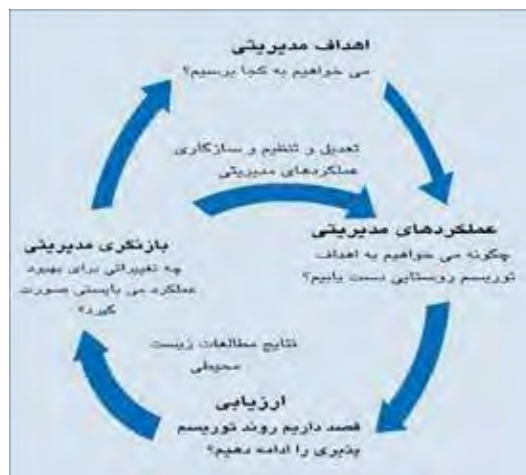 اهداف مدیریتی
می خواهیم به کجا برسیم؟
تعدیل و تنظیم و سازگاری
عملکردهای مدیریتی
عملکردهای مدیریتی
چگونه می خواهیم به اهداف
توریسم روستایی دست یابیم؟
بازنگری مدیریتی
چه تغییراتی برای بهبود
عملکرد می بایستی صورت
گیرد؟
نتایج مطالعات زیست
محیطی
ارزیابی
قصد داریم روند توریسم
پذیری را ادامه دهیم؟